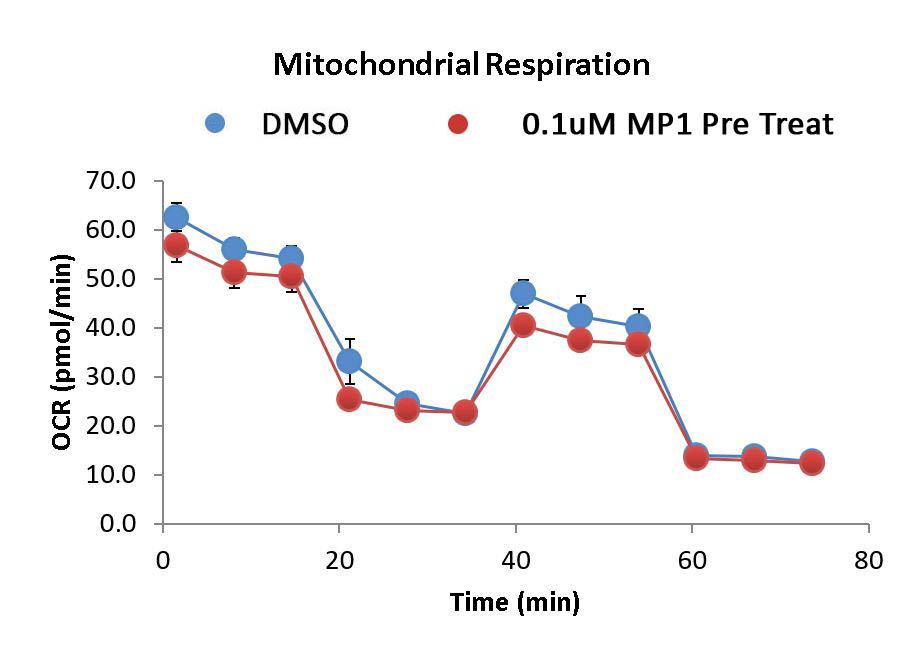 Mitochondrial Respiration
DMSO 0.1uM MP1 Pre Treat
70.0
60.0
50.0
40.0
30.0
20.0
10.0
0.0
OCR (pmol/min)
0 20 40 60 80
Time (min)